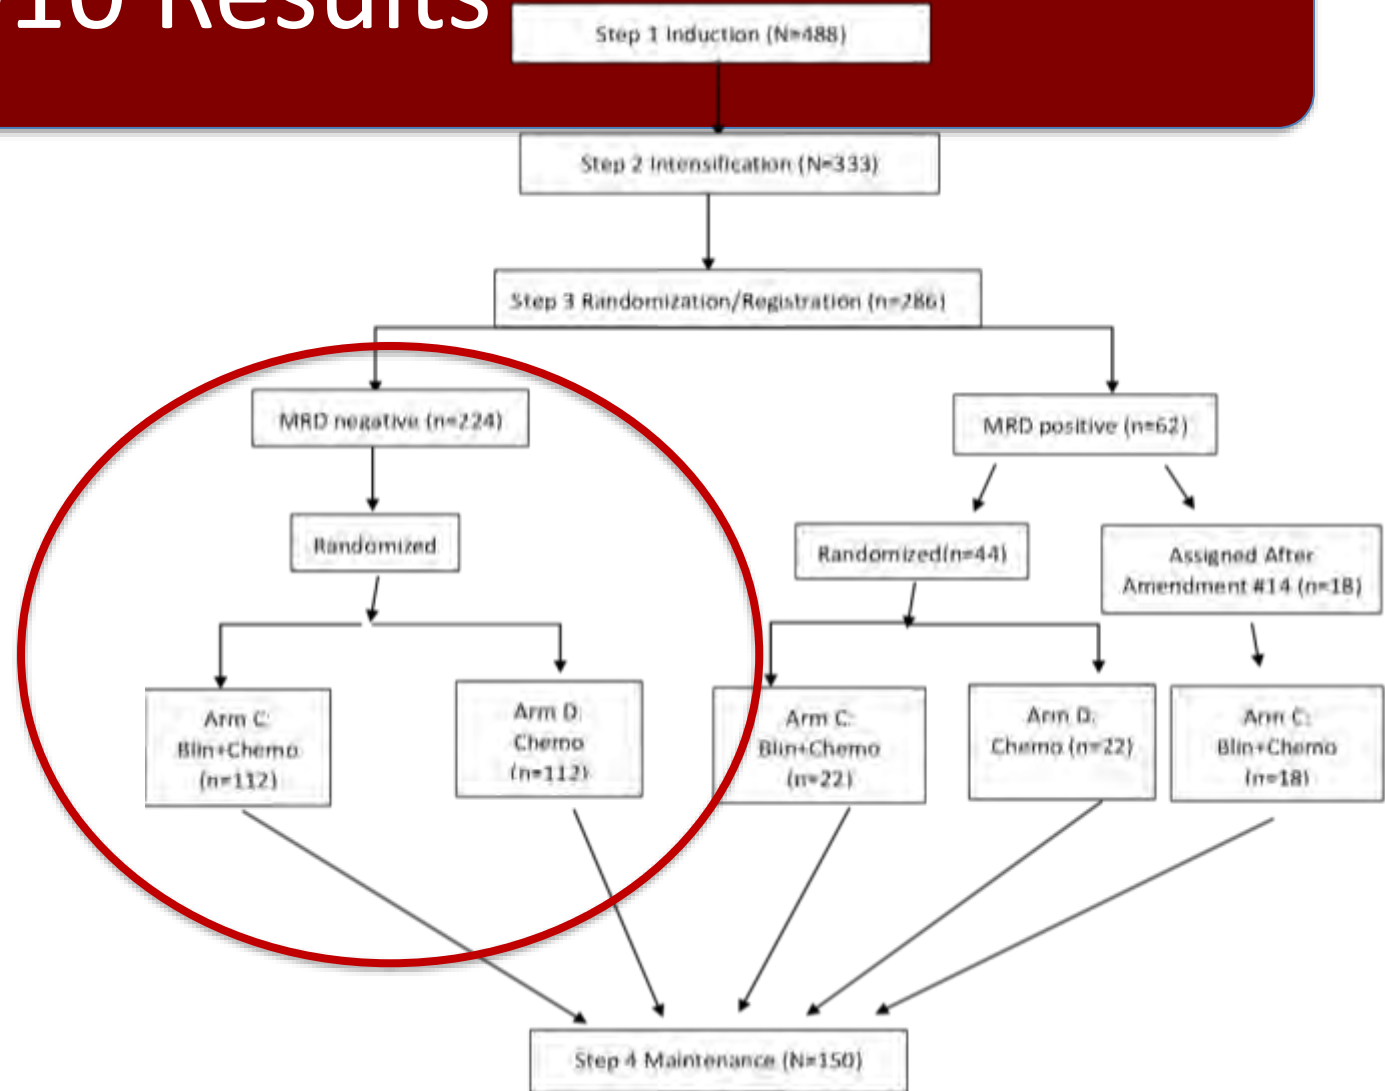 10 Results
Step 1 Induction (N=488)
Step 2 Intensification (N=333)
Step 3 Randomization/Registration (n=286)
MRD negative (n=224)
MRD positive (n=62)
Randomized
Randomized(n=44)
Assigned After
Amendment #14 (n=18)
Arm C:
Blin+Chemo
(n=112)
Arm D:
Chemo
(n=112)
Arm C:
Blin+Chemo
(n=22)
Arm D:
Chemo (n=22)
Arm C:
Blin+Chemo
(n=18)
Step 4 Maintenance (N=150)